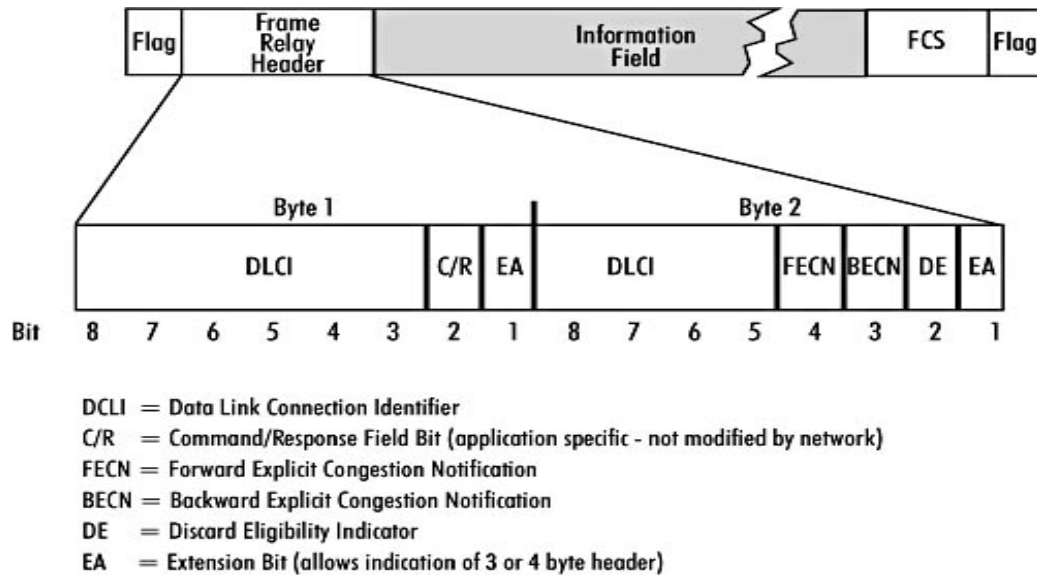 Flag Frame Relay Header Information Field FCS Flag
Byte 1 Byte 2
DLCI C/R EA DLCI FECN BECN DE EA
Bit 8 7 6 5 4 3 2 1 8 7 6 5 4 3 2 1
DCLI = Data Link Connection Identifier
C/R = Command/Response Field Bit (application specific - not modified by network)
FECN = Forward Explicit Congestion Notification
BECN = Backward Explicit Congestion Notification
DE = Discard Eligibility Indicator
EA = Extension Bit (allows indication of 3 or 4 byte header)